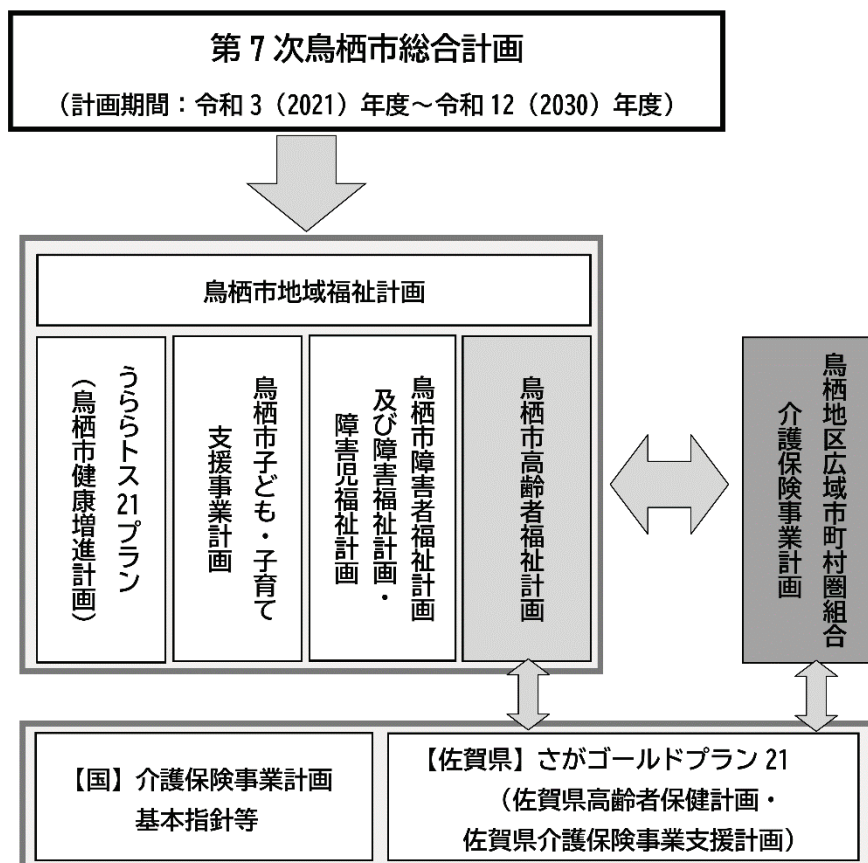 第7次鳥栖市総合計画
（計画期間：令和3（2021）年度～令和12（2030）年度）
鳥栖市地域福祉計画
うららトス21プラン
（鳥栖市健康増進計画）
鳥栖市子ども・子育て
支援事業計画
鳥栖市障害者福祉計画
及び障害福祉計画・
障害児福祉計画
鳥栖市高齢者福祉計画
鳥栖地区広域市町村圏組合
介護保険事業計画
【国】介護保険事業計画
基本指針等
【佐賀県】さがゴールドプラン21
（佐賀県高齢者保健計画・
佐賀県介護保険事業支援計画）